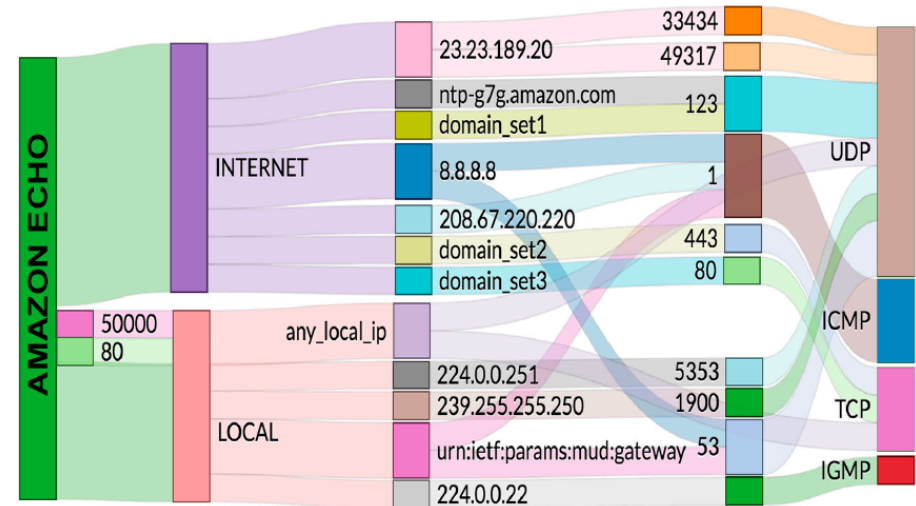 AMAZON ECHO
50000
80
INTERNET
LOCAL
23.23.189.20
ntp-g7g.amazon.com
domain_set1
8.8.8.8
208.67.220.220
domain_set2
domain_set3
any_local_ip
224.0.0.251
239.255.255.250
urn:ietf:params:mud:gateway
224.0.0.22
33434
49317
123
1
443
80
5353
1900
53
UDP
ICMP
TCP
IGMP